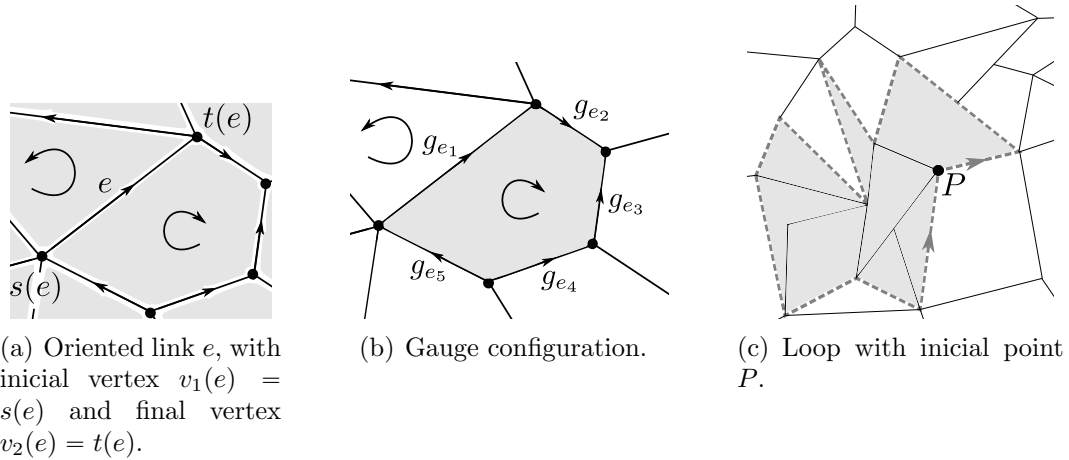 t(e)
e
s(e)
g_{e_2}
g_{e_1}
g_{e_3}
g_{e_5}
g_{e_4}
P
(a) Oriented link e, with
inicial vertex v_1(e) =
s(e) and final vertex
v_2(e) = t(e).
(b) Gauge configuration.
(c) Loop with inicial point
P.